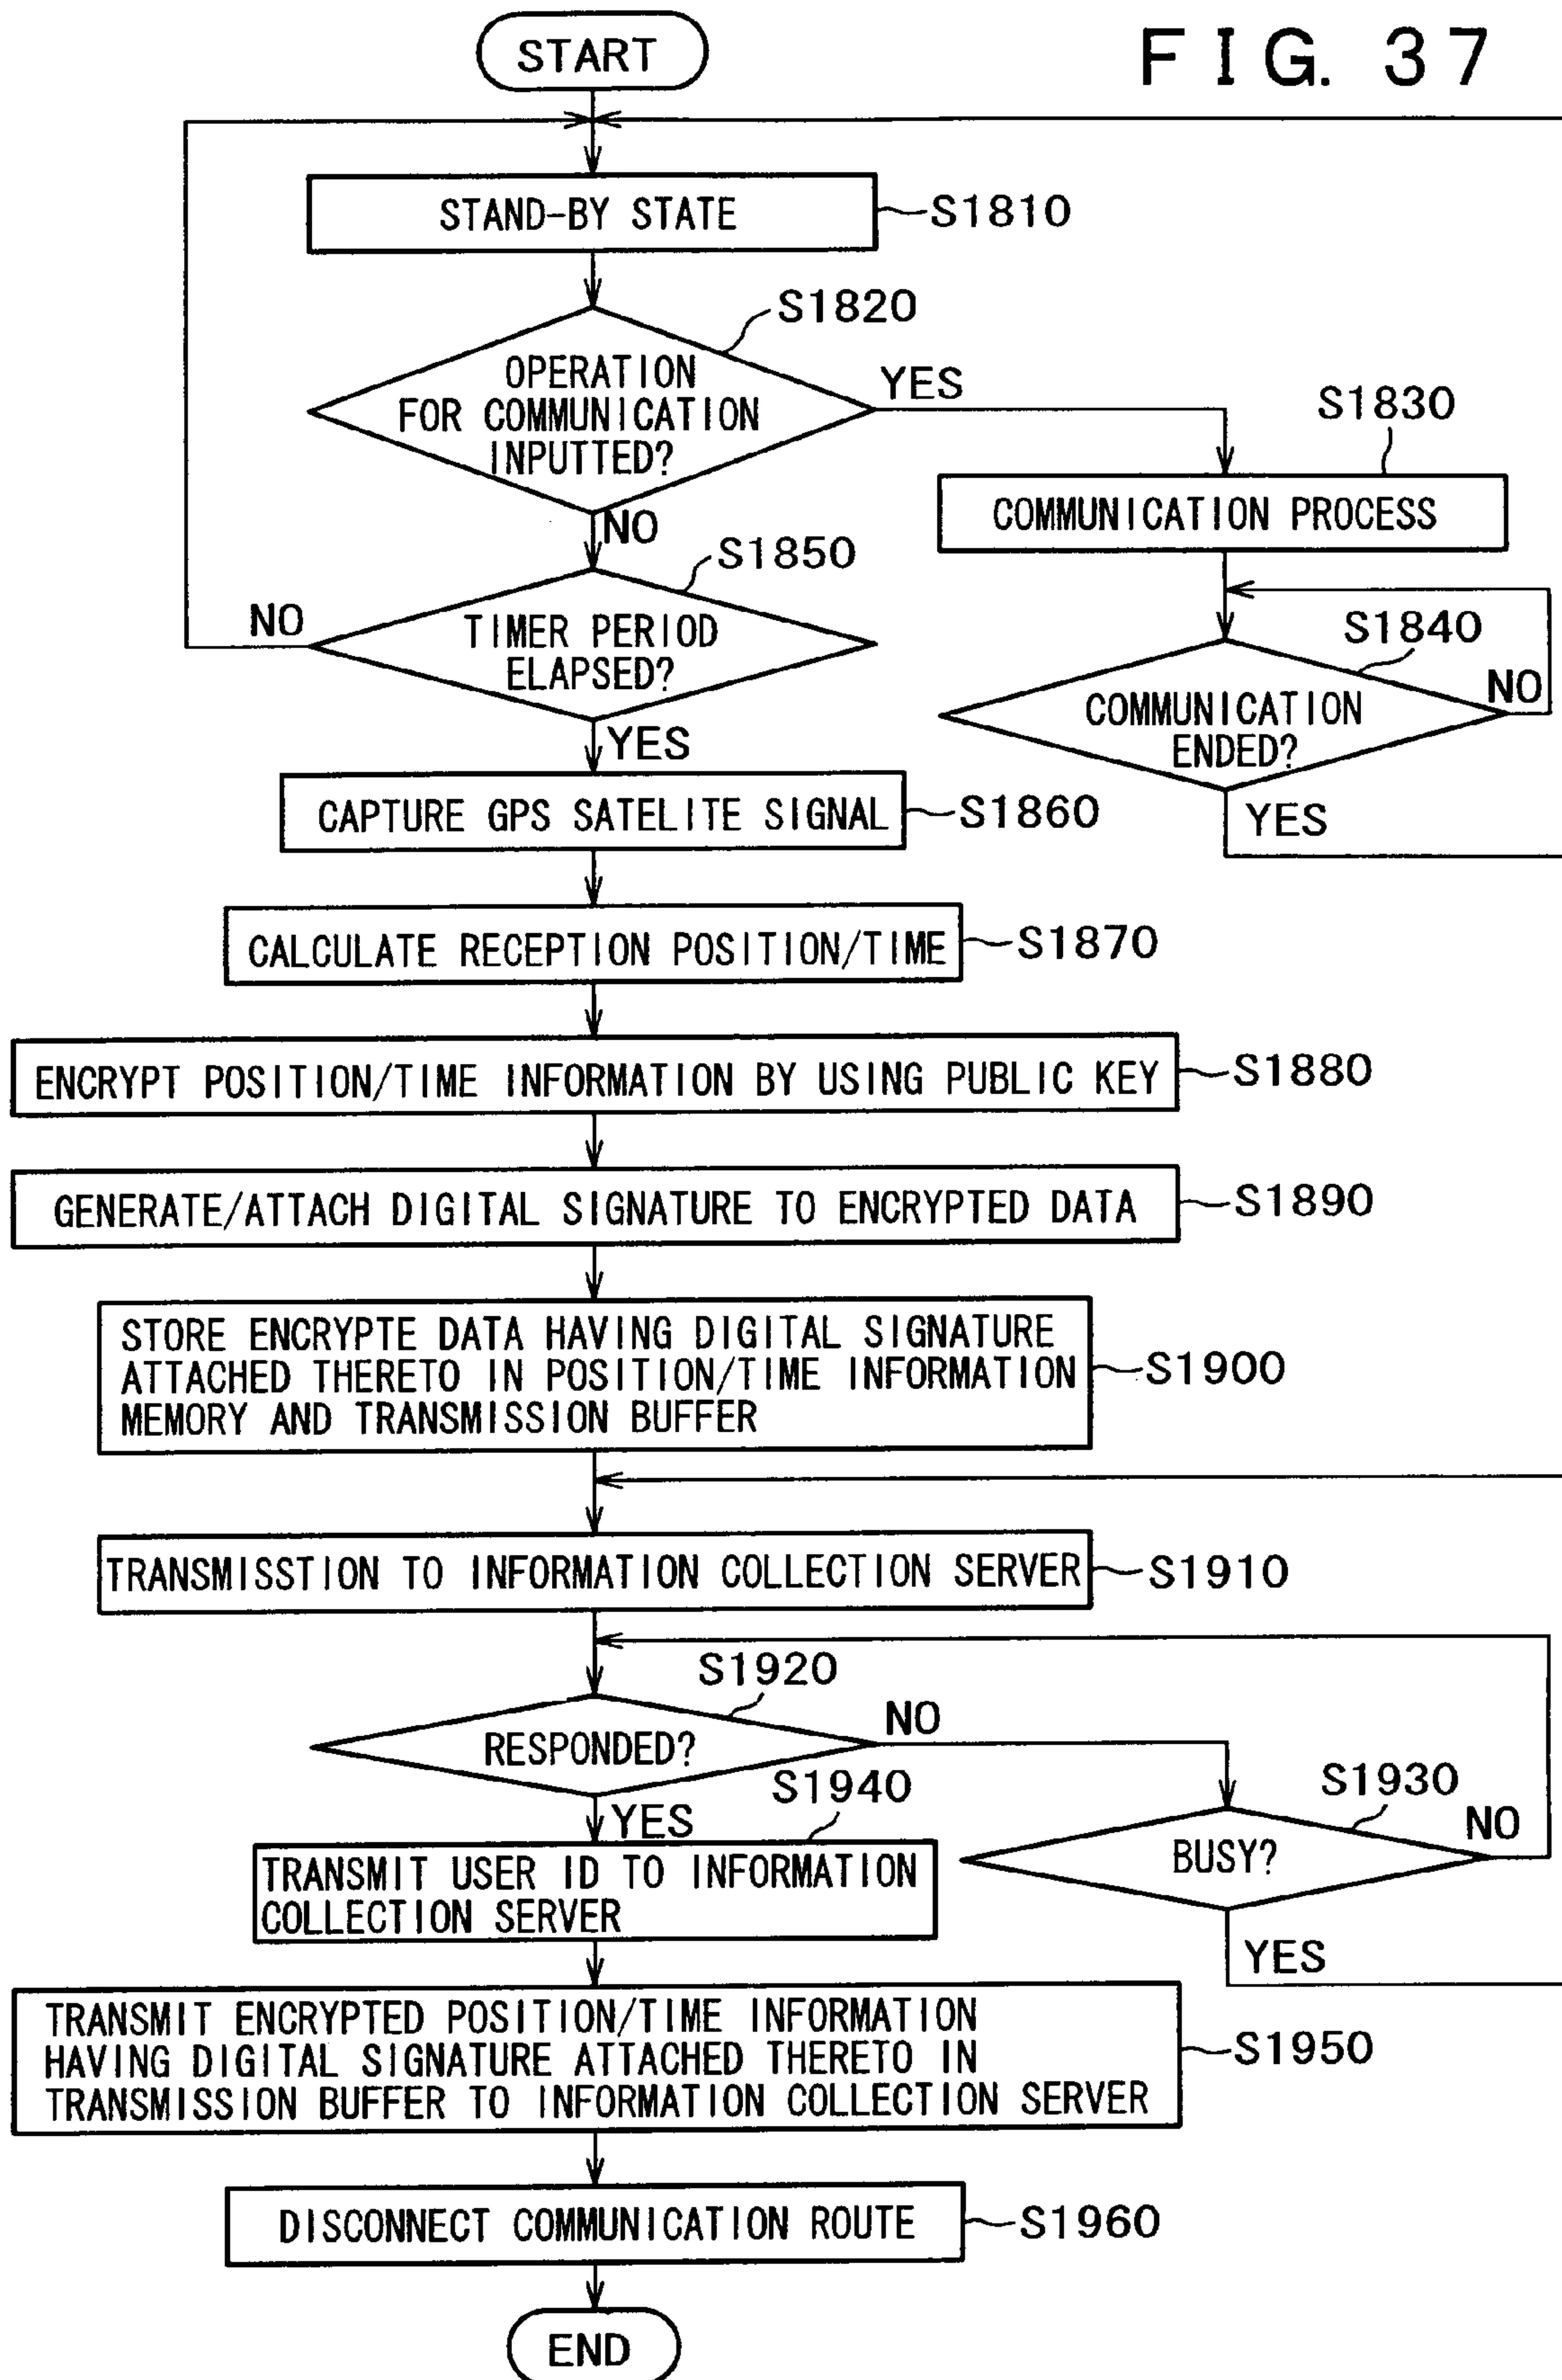 START
FIG. 37
STAND-BY STATE
S1810
S1820
OPERATION
FOR COMMUNICATION
INPUTTED?
YES
S1830
COMMUNICATION PROCESS
NO
S1850
TIMER PERIOD
ELAPSED?
NO
S1840
COMMUNICATION
ENDED?
NO
YES
YES
CAPTURE GPS SATELITE SIGNAL
S1860
CALCULATE RECEPTION POSITION/TIME
S1870
ENCRYPT POSITION/TIME INFORMATION BY USING PUBLIC KEY
S1880
GENERATE/ATTACH DIGITAL SIGNATURE TO ENCRYPTED DATA
S1890
STORE ENCRYPTE DATA HAVING DIGITAL SIGNATURE
ATTACHED THERETO IN POSITION/TIME INFORMATION
MEMORY AND TRANSMISSION BUFFER
S1900
TRANSMISSTION TO INFORMATION COLLECTION SERVER
S1910
S1920
RESPONDED?
NO
S1930
BUSY?
NO
YES
YES
S1940
TRANSMIT USER ID TO INFORMATION
COLLECTION SERVER
TRANSMIT ENCRYPTED POSITION/TIME INFORMATION
HAVING DIGITAL SIGNATURE ATTACHED THERETO IN
TRANSMISSION BUFFER TO INFORMATION COLLECTION SERVER
S1950
DISCONNECT COMMUNICATION ROUTE
S1960
END